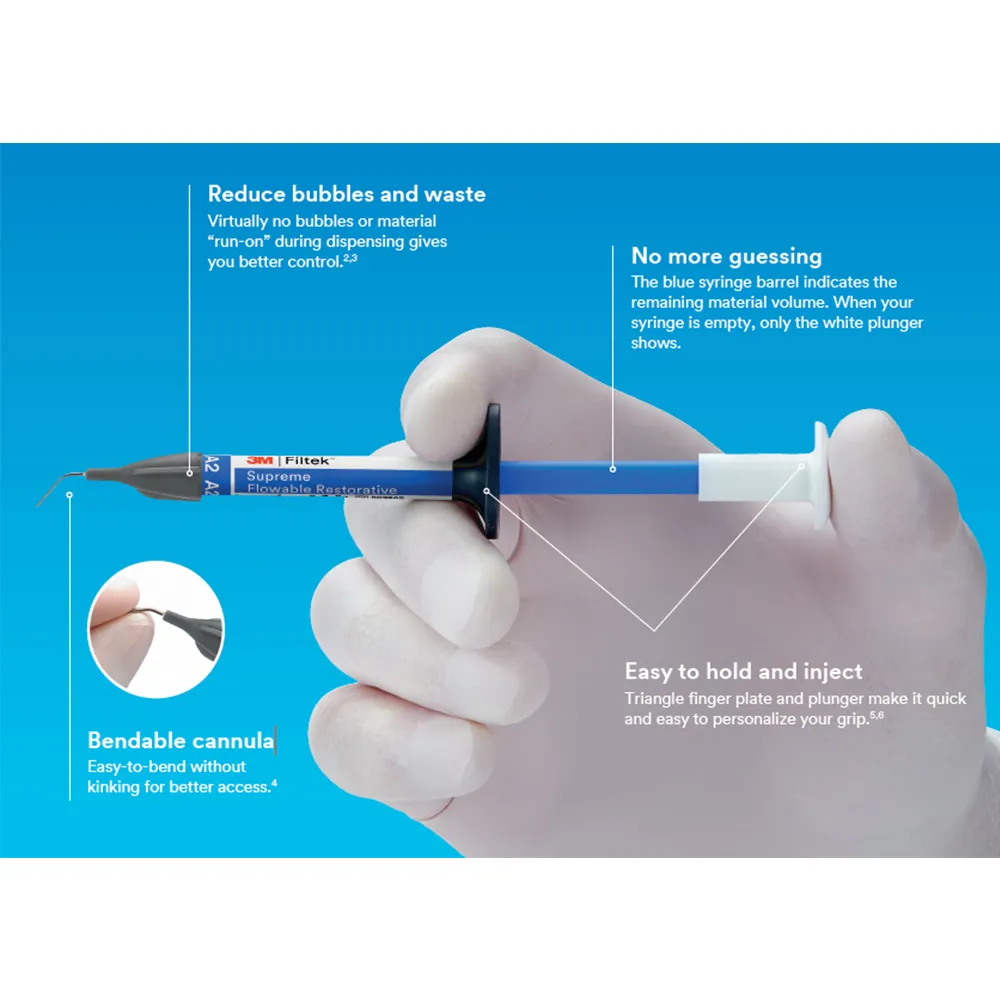 Reduce bubbles and waste
Virtually no bubbles or material
“run-on” during dispensing gives
you better control.2,3
No more guessing
The blue syringe barrel indicates the
remaining material volume. When your
syringe is empty, only the white plunger
shows.
A2
A2
3M | Filtek™
Supreme
Flowable Restorative
Easy to hold and inject
Triangle finger plate and plunger make it quick
and easy to personalize your grip.5,6
Bendable cannula
Easy-to-bend without
kinking for better access.4